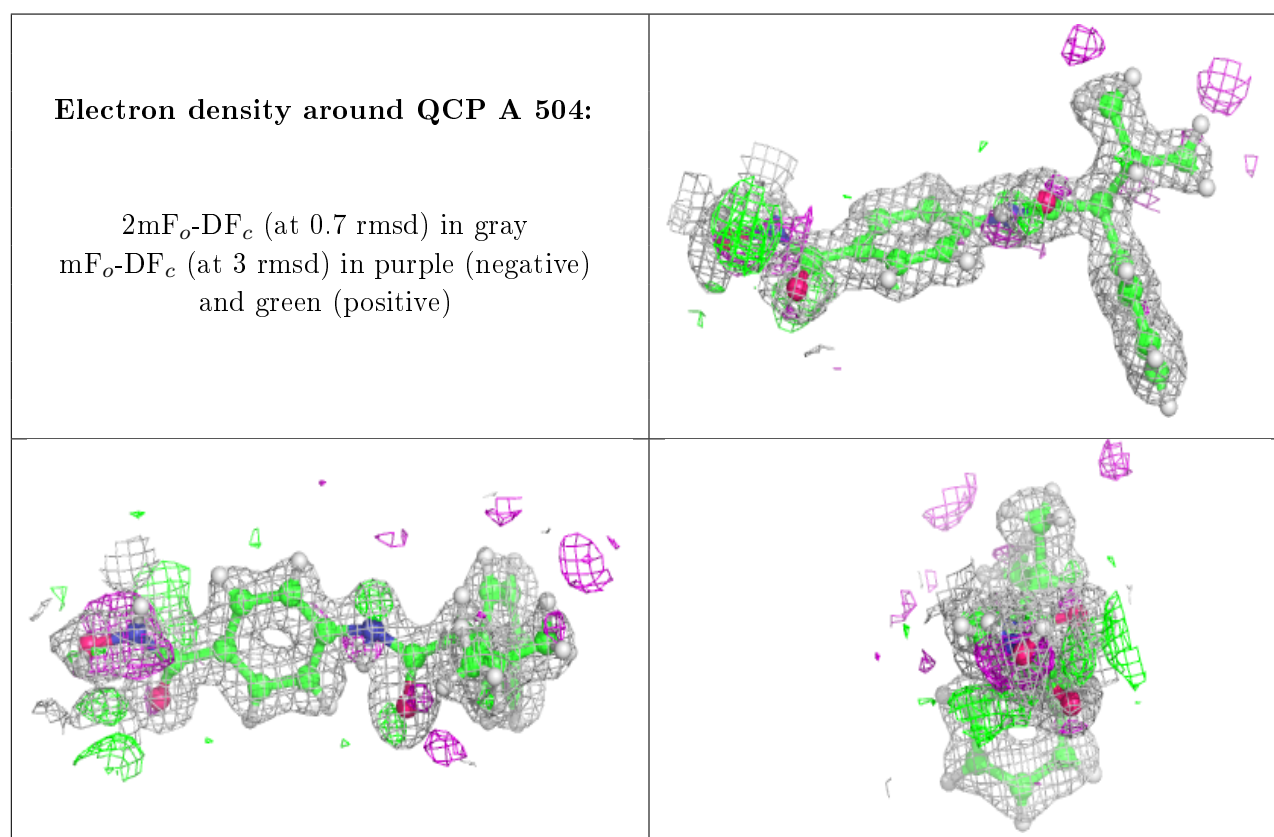 Electron density around QCP A 504:
2mFo-DFc (at 0.7 rmsd) in gray
mFo-DFc (at 3 rmsd) in purple (negative)
and green (positive)